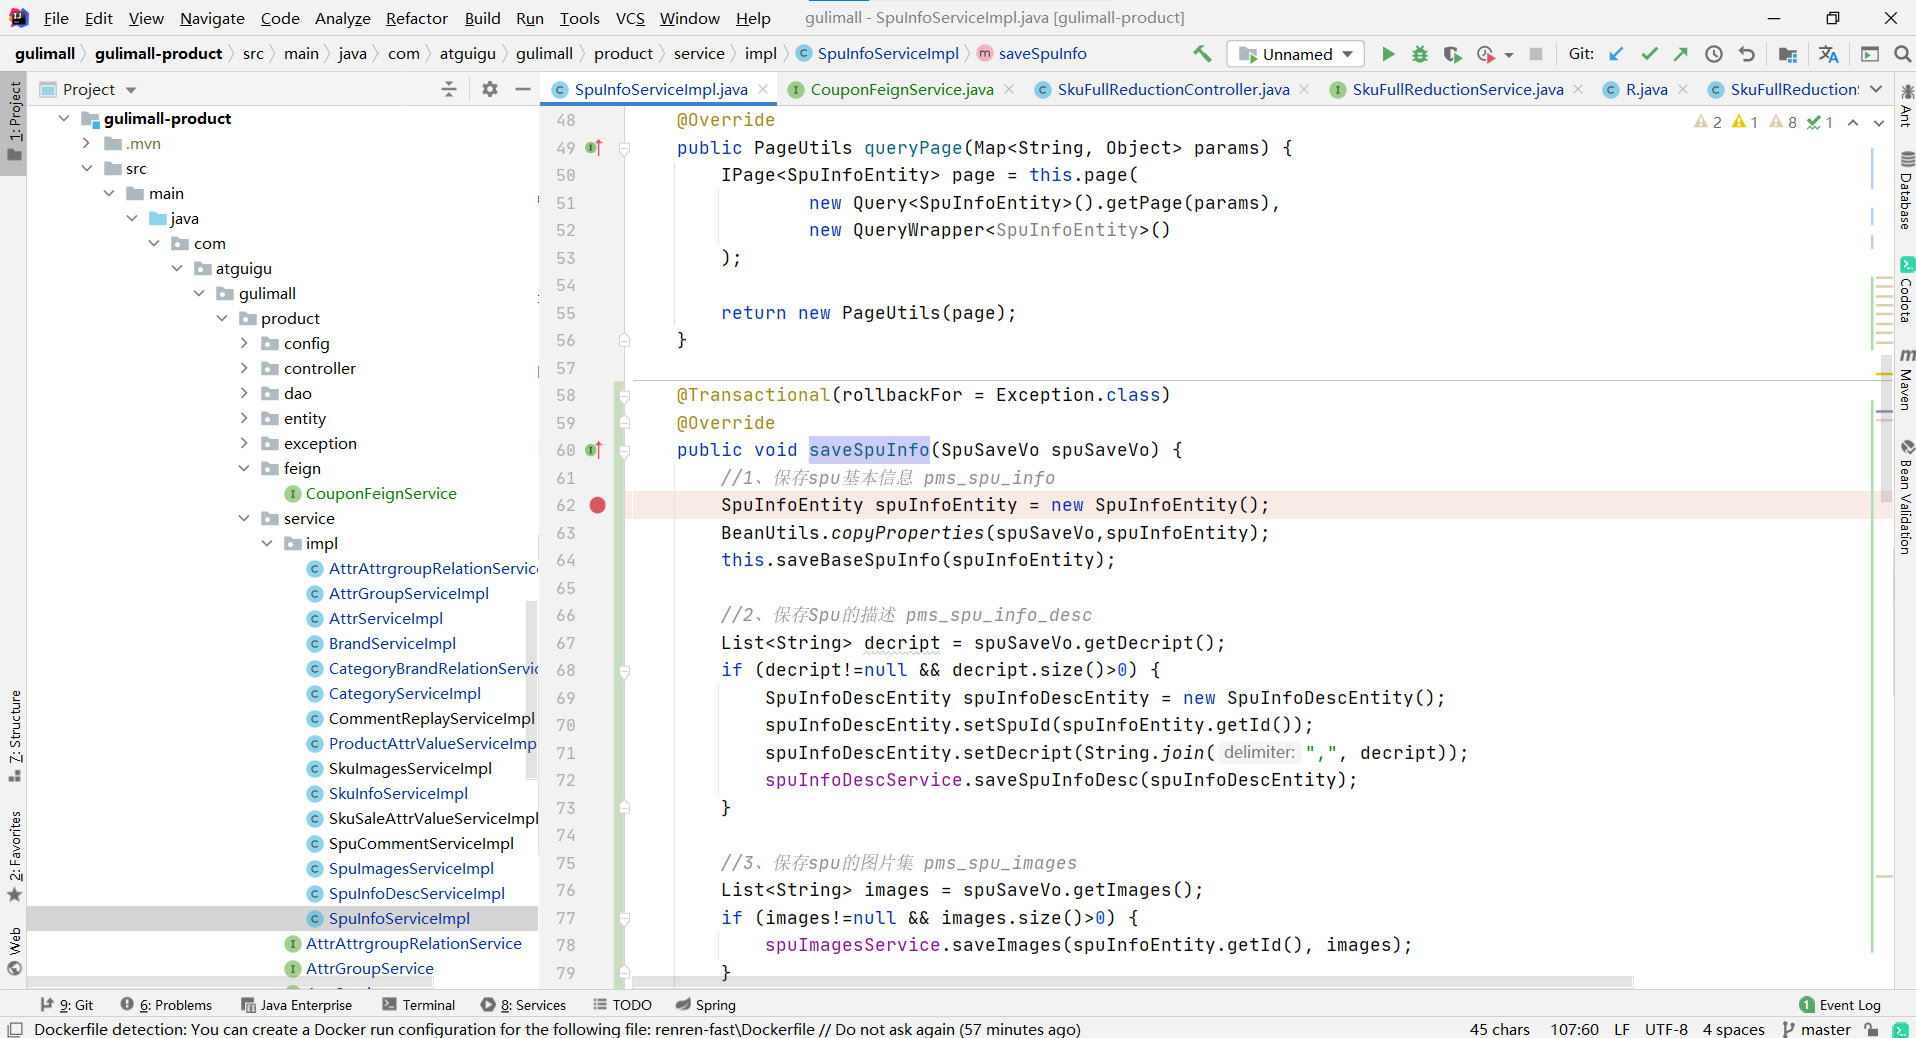 File Edit View Navigate Code Analyze Refactor Build Run Tools VCS Window Help gulimall - SpuInfoServiceImpl.java [gulimall-product]
gulimall gulimall-product src main java com atguigu gulimall product service impl SpuInfoServiceImpl saveSpuInfo Unnamed Git:
Project
SpuInfoServiceImpl.java CouponFeignService.java SkuFullReductionController.java SkuFullReductionService.java R.java SkuFullReductionS
gulimall-product
.mvn
src
main
java
com
atguigu
gulimall
product
config
controller
dao
entity
exception
feign
CouponFeignService
service
impl
AttrAttrgroupRelationServic
AttrGroupServiceImpl
AttrServiceImpl
BrandServiceImpl
CategoryBrandRelationServic
CategoryServiceImpl
CommentReplayServiceImpl
ProductAttrValueServiceImp
SkuImagesServiceImpl
SkuInfoServiceImpl
SkuSaleAttrValueServiceImpl
SpuCommentServiceImpl
SpuImagesServiceImpl
SpuInfoDescServiceImpl
SpuInfoServiceImpl
AttrAttrgroupRelationService
AttrGroupService
1: Project
7: Structure
2: Favorites
Web
2 1 8 1
48 @Override
49 public PageUtils queryPage(Map<String, Object> params) {
50 IPage<SpuInfoEntity> page = this.page(
51 new Query<SpuInfoEntity>().getPage(params),
52 new QueryWrapper<SpuInfoEntity>()
53 );
54
55 return new PageUtils(page);
56 }
57
58 @Transactional(rollbackFor = Exception.class)
59 @Override
60 public void saveSpuInfo(SpuSaveVo spuSaveVo) {
61 //1、保存spu基本信息 pms_spu_info
62 SpuInfoEntity spuInfoEntity = new SpuInfoEntity();
63 BeanUtils.copyProperties(spuSaveVo,spuInfoEntity);
64 this.saveBaseSpuInfo(spuInfoEntity);
65
66 //2、保存Spu的描述 pms_spu_info_desc
67 List<String> decript = spuSaveVo.getDecript();
68 if (decript!=null && decript.size()>0) {
69 SpuInfoDescEntity spuInfoDescEntity = new SpuInfoDescEntity();
70 spuInfoDescEntity.setSpuId(spuInfoEntity.getId());
71 spuInfoDescEntity.setDecript(String.join( delimiter: ",", decript));
72 spuInfoDescService.saveSpuInfoDesc(spuInfoDescEntity);
73 }
74
75 //3、保存spu的图片集 pms_spu_images
76 List<String> images = spuSaveVo.getImages();
77 if (images!=null && images.size()>0) {
78 spuImagesService.saveImages(spuInfoEntity.getId(), images);
79 }
Ant
Database
Codota
Maven
Bean Validation
9: Git 6: Problems Java Enterprise Terminal 8: Services TODO Spring 1 Event Log
Dockerfile detection: You can create a Docker run configuration for the following file: renren-fast\Dockerfile // Do not ask again (57 minutes ago) 45 chars 107:60 LF UTF-8 4 spaces master